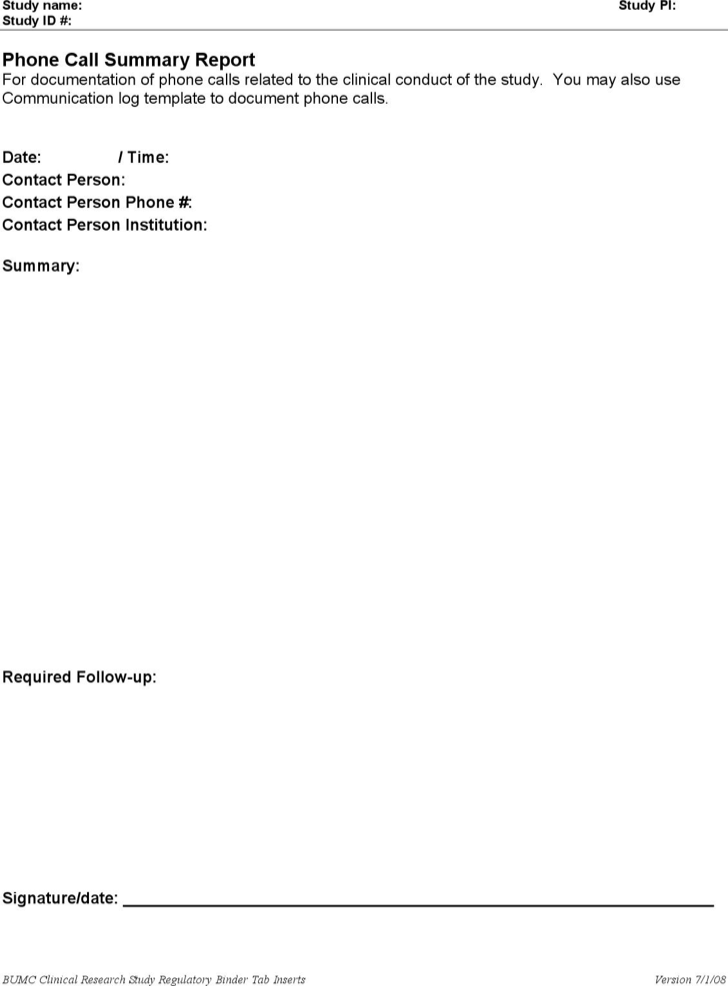 Study name: Study PI:
Study ID #:
Phone Call Summary Report
For documentation of phone calls related to the clinical conduct of the study. You may also use
Communication log template to document phone calls.
Date: / Time:
Contact Person:
Contact Person Phone #:
Contact Person Institution:
Summary:
Required Follow-up:
Signature/date:
BUMC Clinical Research Study Regulatory Binder Tab Inserts Version 7/1/08